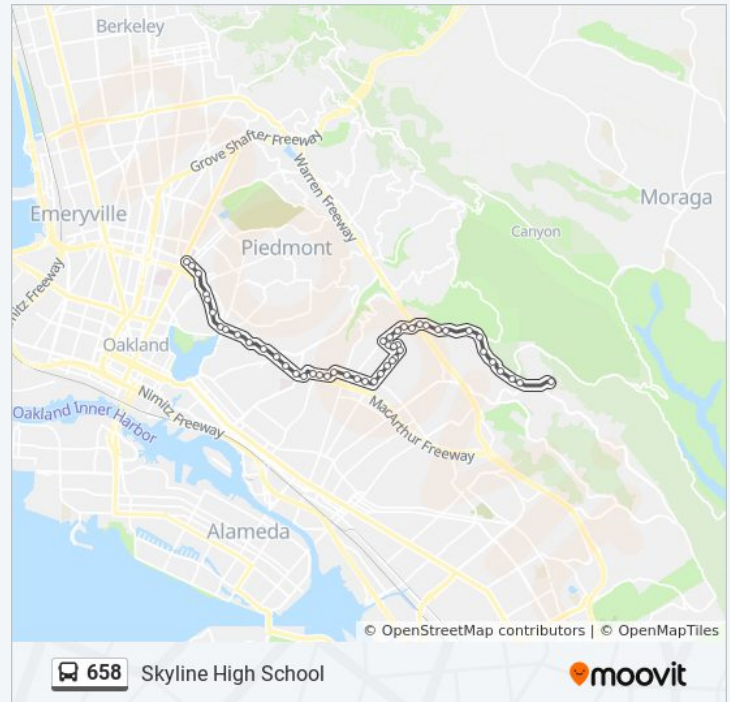 Berkeley
Grove Shafter Freeway
Warren Freeway
Moraga
Emeryville
Canyon
Piedmont
mitz Freeway
Oakland
Nimitz Freeway
Oakland Inner Harbor
MacArthur Freeway
Alameda
© OpenStreetMap contributors | © OpenMapTiles
658 Skyline High School
moovit